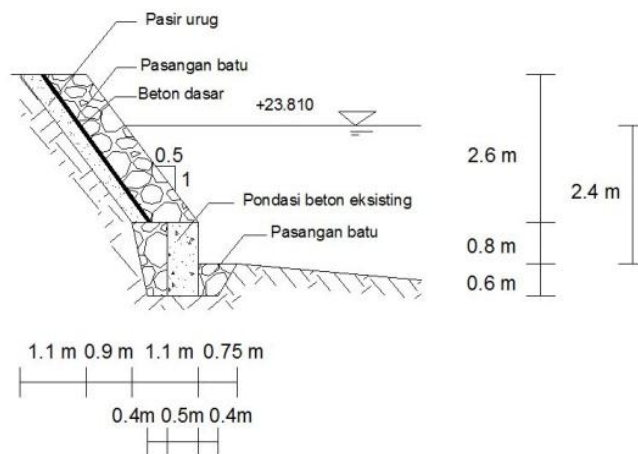 Pasir urug
Pasangan batu
Beton dasar
+23.810
0.5
1
2.6 m
2.4 m
Pondasi beton eksisting
Pasangan batu
0.8 m
0.6 m
1.1 m 0.9 m 1.1 m 0.75 m
0.4m 0.5m 0.4m